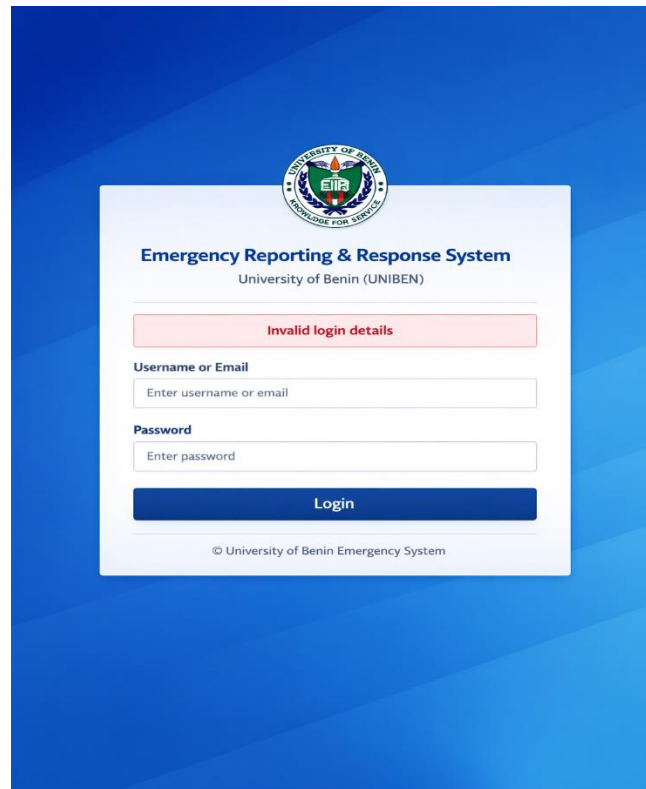 UNIVERSITY OF BENIN
KNOWLEDGE FOR SERVICE
Emergency Reporting & Response System
University of Benin (UNIBEN)
Invalid login details
Username or Email
Enter username or email
Password
Enter password
Login
© University of Benin Emergency System